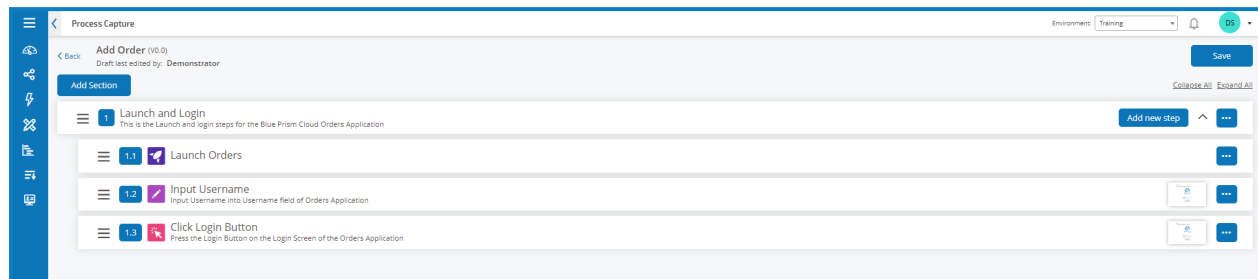 Process Capture
Environment: Training
DS
Back
Add Order (V0.0)
Draft last edited by: Demonstrator
Save
Add Section
Collapse All Expand All
1 Launch and Login
This is the Launch and login steps for the Blue Prism Cloud Orders Application
Add new step
1.1 Launch Orders
1.2 Input Username
Input Username into Username field of Orders Application
1.3 Click Login Button
Press the Login Button on the Login Screen of the Orders Application